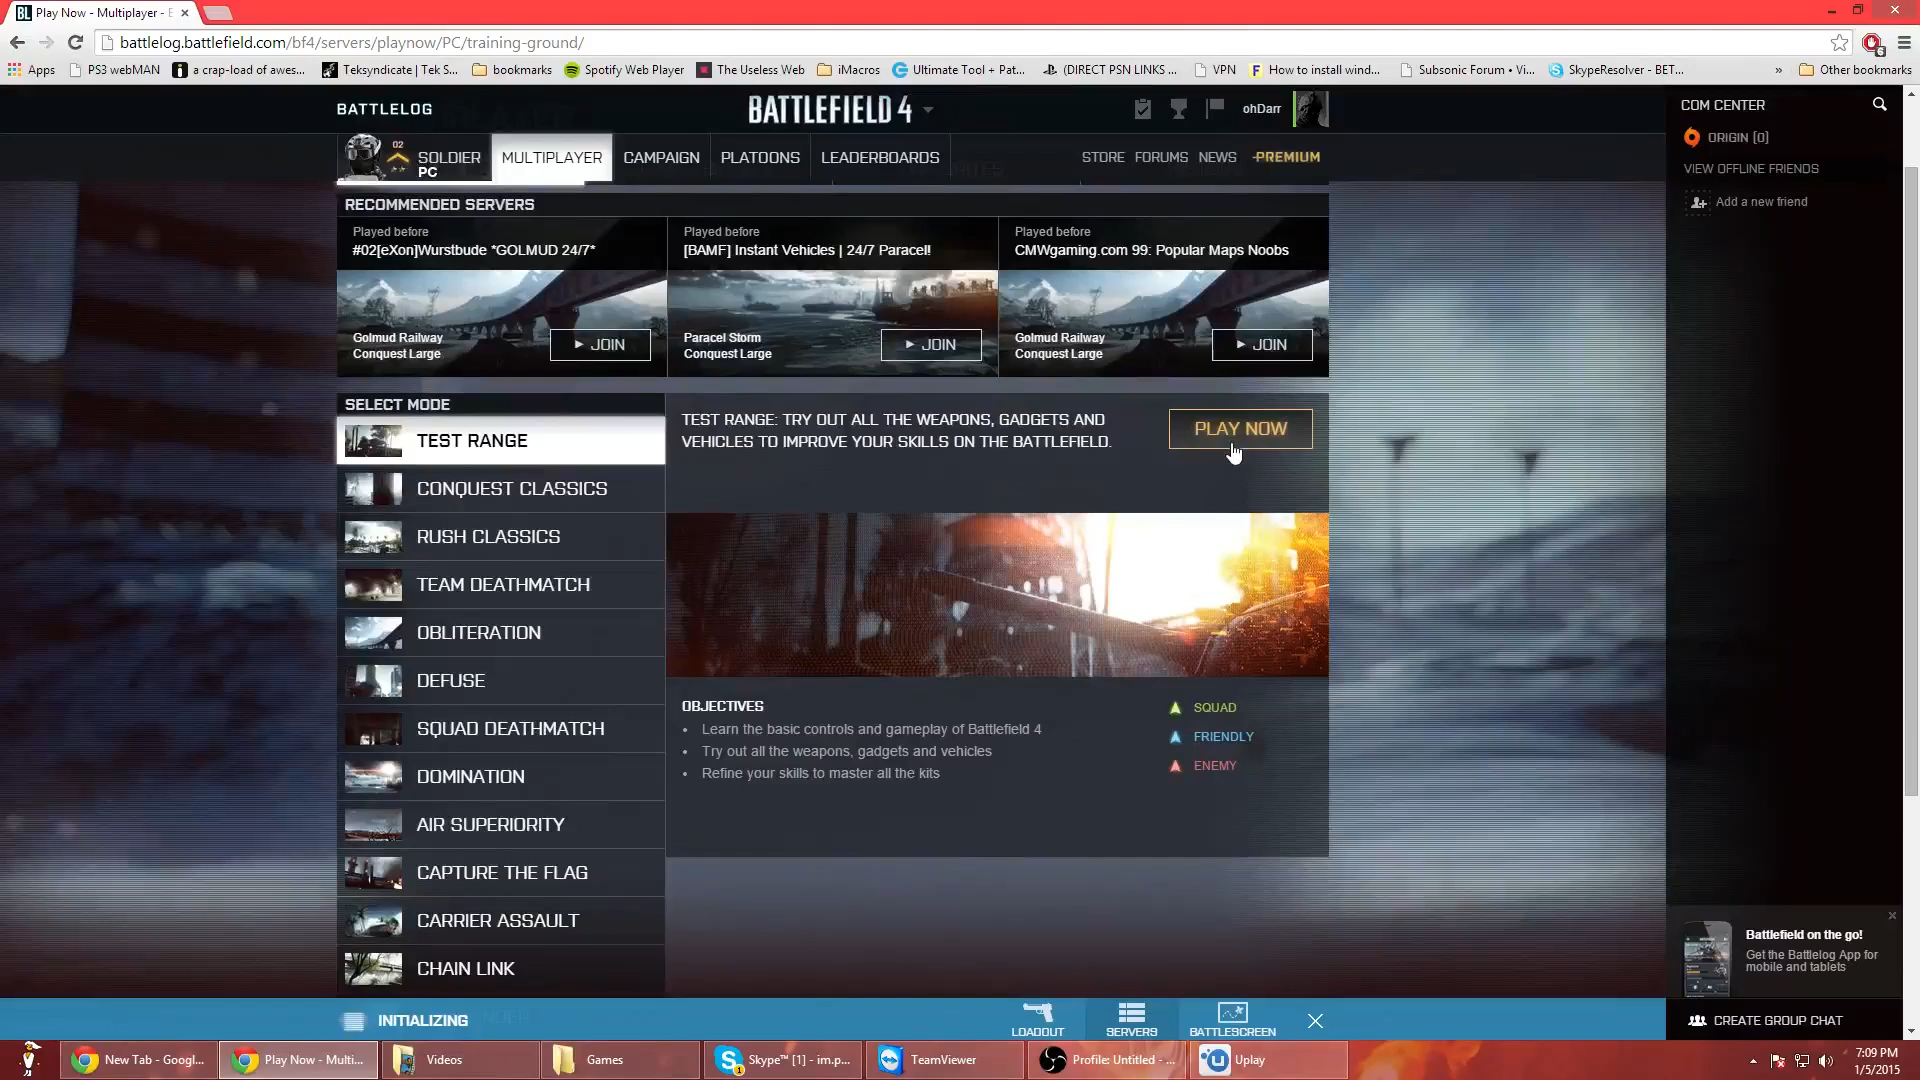 Play Now - Multiplayer - E
battlelog.battlefield.com/bf4/servers/playnow/PC/training-ground/
Apps PS3 webMAN a crap-load of awes... Teksyndicate | Tek S... bookmarks Spotify Web Player The Useless Web iMacros Ultimate Tool + Pat... (DIRECT PSN LINKS ... VPN How to install wind... Subsonic Forum • Vi... SkypeResolver - BET... » Other bookmarks
BATTLELOG
BATTLEFIELD 4
ohDarr
COM CENTER
ORIGIN [0]
VIEW OFFLINE FRIENDS
Add a new friend
02
SOLDIER
PC
MULTIPLAYER
CAMPAIGN
PLATOONS
LEADERBOARDS
STORE FORUMS NEWS PREMIUM
RECOMMENDED SERVERS
Played before
#02[eXon]Wurstbude *GOLMUD 24/7*
Golmud Railway
Conquest Large
JOIN
Played before
[BAMF] Instant Vehicles | 24/7 Paracel!
Paracel Storm
Conquest Large
JOIN
Played before
CMWgaming.com 99: Popular Maps Noobs
Golmud Railway
Conquest Large
JOIN
SELECT MODE
TEST RANGE
CONQUEST CLASSICS
RUSH CLASSICS
TEAM DEATHMATCH
OBLITERATION
DEFUSE
SQUAD DEATHMATCH
DOMINATION
AIR SUPERIORITY
CAPTURE THE FLAG
CARRIER ASSAULT
CHAIN LINK
TEST RANGE: TRY OUT ALL THE WEAPONS, GADGETS AND
VEHICLES TO IMPROVE YOUR SKILLS ON THE BATTLEFIELD.
PLAY NOW
OBJECTIVES
• Learn the basic controls and gameplay of Battlefield 4
• Try out all the weapons, gadgets and vehicles
• Refine your skills to master all the kits
SQUAD
FRIENDLY
ENEMY
Battlefield on the go!
Get the Battlelog App for
mobile and tablets
INITIALIZING
LOADOUT
SERVERS
BATTLESCREEN
CREATE GROUP CHAT
New Tab - Googl...
Play Now - Multi...
Videos
Games
Skype™ [1] - im.p...
TeamViewer
Profile: Untitled - ...
Uplay
7:09 PM
1/5/2015